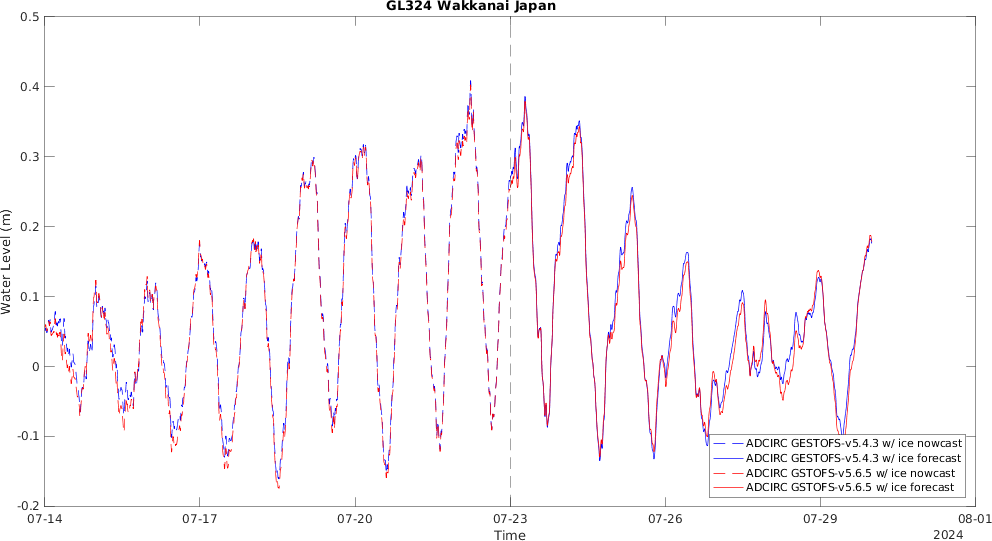 GL324 Wakkanai Japan
0.5
0.4
0.3
0.2
0.1
0
-0.1
-0.2
Water Level (m)
ADCIRC GESTOFS-v5.4.3 w/ ice nowcast
ADCIRC GESTOFS-v5.4.3 w/ ice forecast
ADCIRC GSTOFS-v5.6.5 w/ ice nowcast
ADCIRC GSTOFS-v5.6.5 w/ ice forecast
07-14 07-17 07-20 07-23 07-26 07-29 08-01
Time
2024